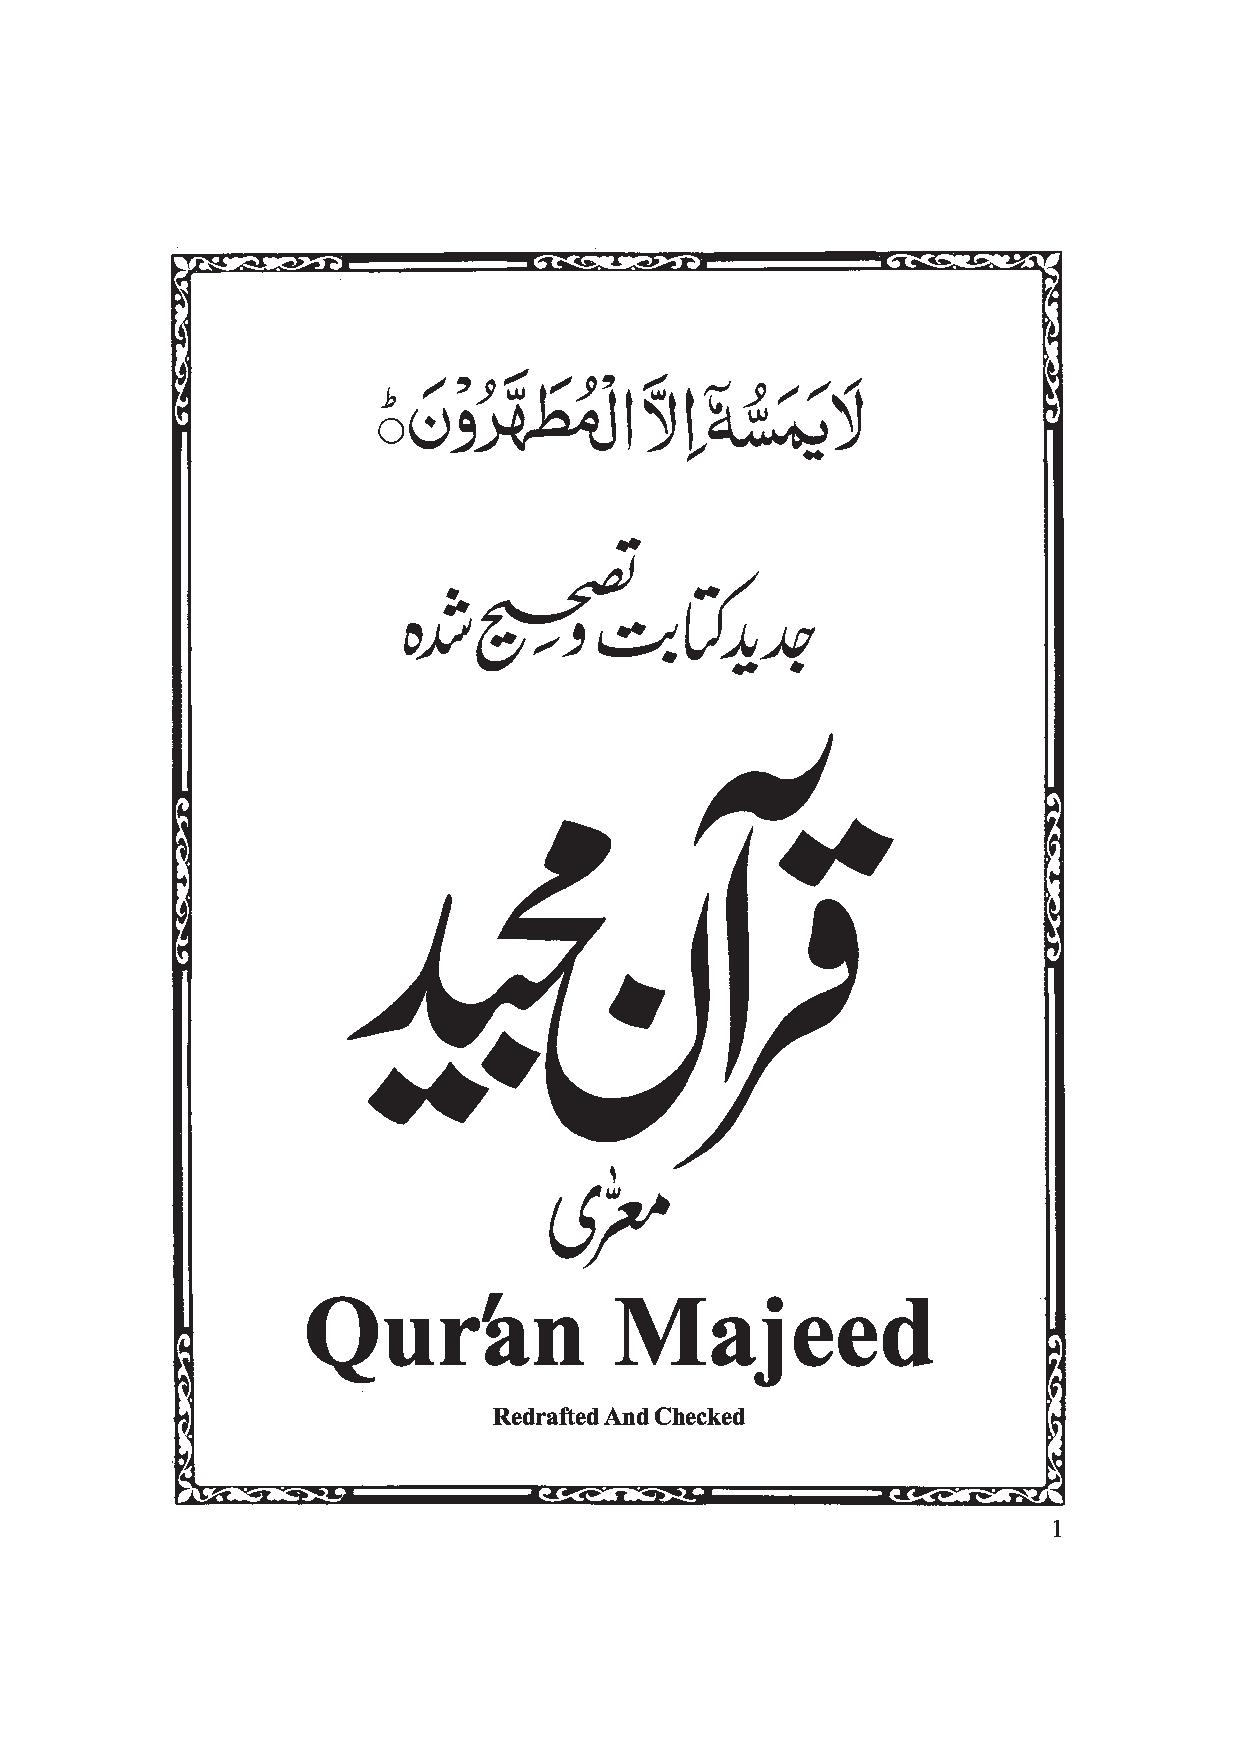 لَا یَمَسُّہٗۤ اِلَّا الْمُطَہَّرُوْنَ ○ؕ
جدید کتابت و تصحیحِ شدہ
قرآن مجید
معرّٰی
Qur'an Majeed
Redrafted And Checked
1